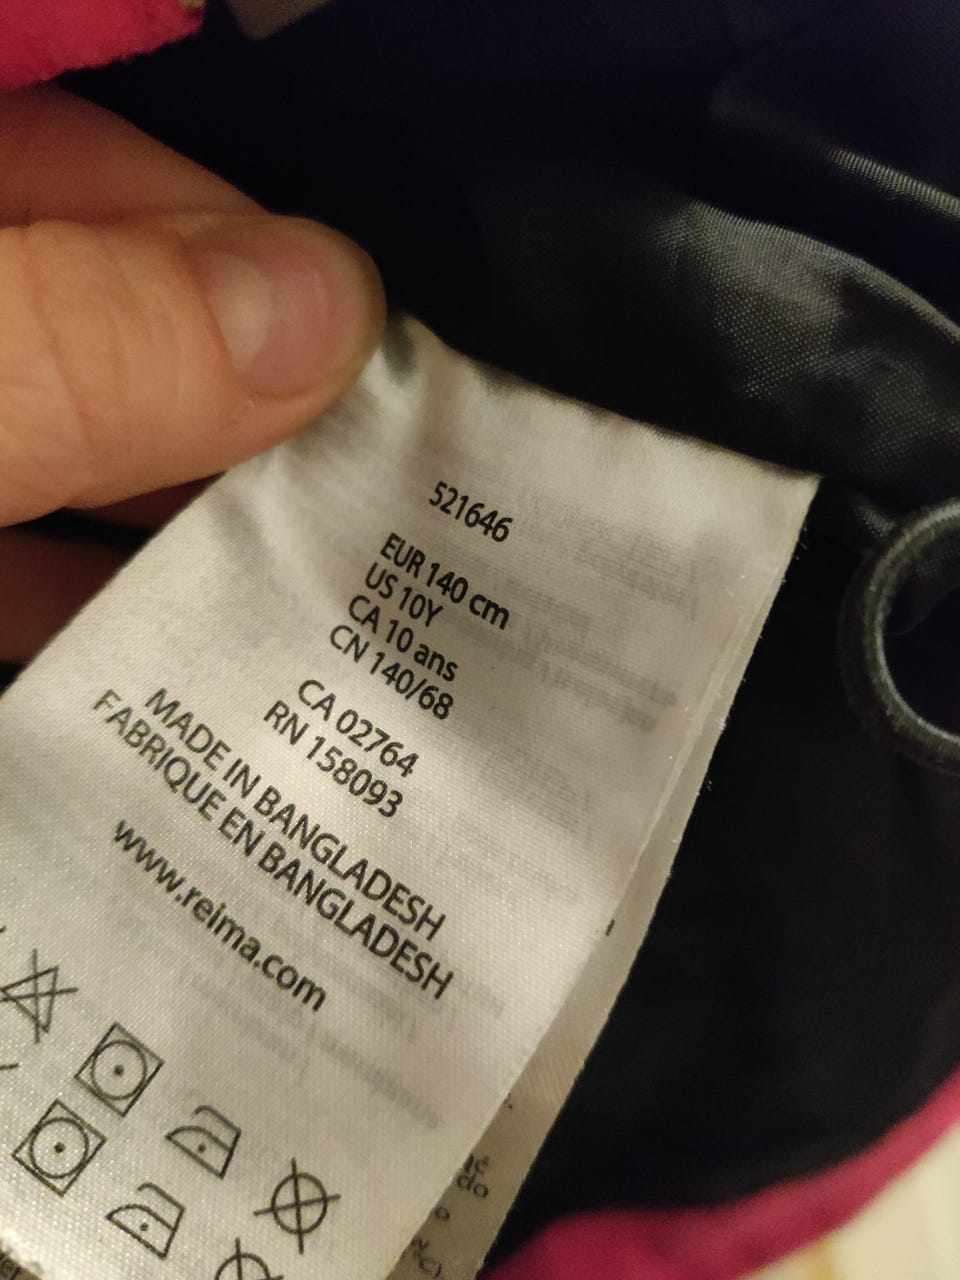 521646
EUR 140 cm
US 10Y
CA 10 ans
CN 140/68
CA 02764
RN 158093
MADE IN BANGLADESH
FABRIQUE EN BANGLADESH
www.reima.com